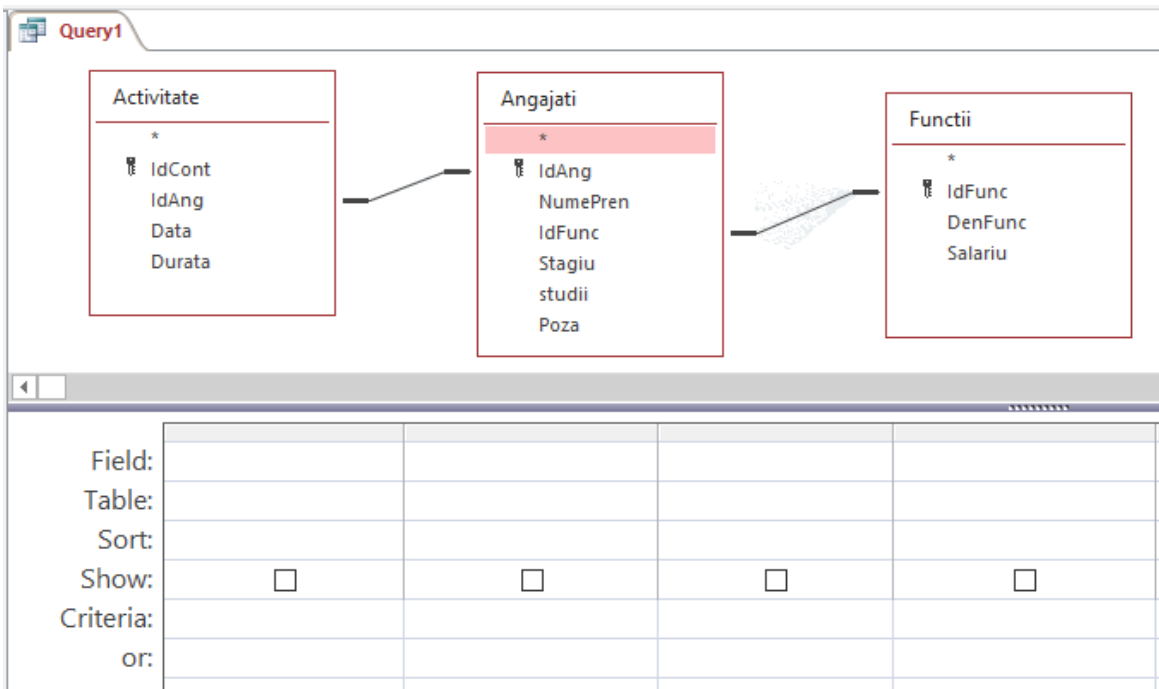 Query1
Activitate
*
IdCont
IdAng
Data
Durata
Angajati
*
IdAng
NumePren
IdFunc
Stagiu
studii
Poza
Functii
*
IdFunc
DenFunc
Salariu
Field:
Table:
Sort:
Show:
Criteria:
or: